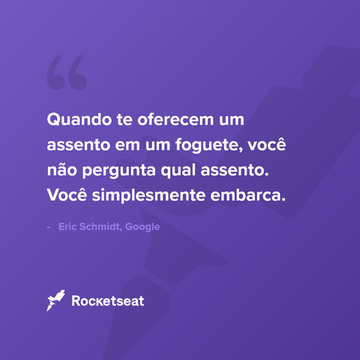 “
Quando te oferecem um
assento em um foguete, você
não pergunta qual assento.
Você simplesmente embarca.
- Eric Schmidt, Google
Rocketseat